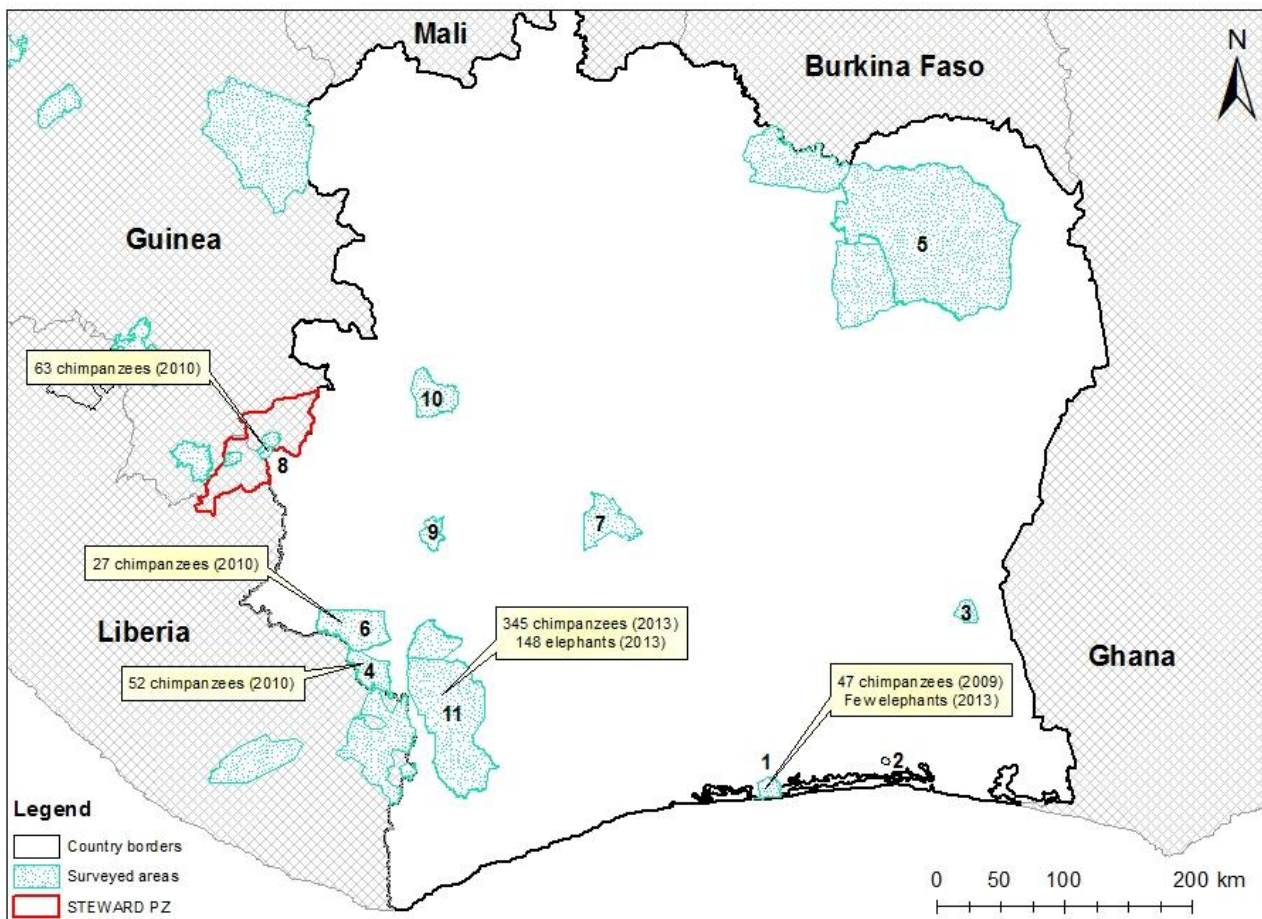 Mali
Burkina Faso
N
Guinea
5
63 chimpanzees (2010)
10
8
9
7
27 chimpanzees (2010)
Liberia
6
345 chimpanzees (2013)
148 elephants (2013)
3
Ghana
52 chimpanzees (2010)
4
11
47 chimpanzees (2009)
Few elephants (2013)
1
2
Legend
Country borders
Surveyed areas
STEWARD PZ
0 50 100 200 km